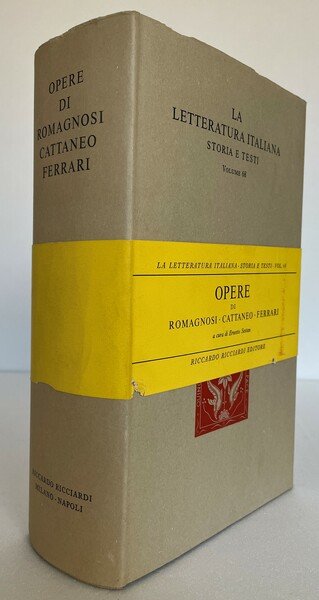 OPERE
DI
ROMAGNOSI
CATTANEO
FERRARI
RICCARDO RICCIARDI
MILANO · NAPOLI
LA
LETTERATURA ITALIANA
STORIA E TESTI
VOLUME 68
LA LETTERATURA ITALIANA · STORIA E TESTI · VOL. 68
OPERE
DI
ROMAGNOSI · CATTANEO · FERRARI
a cura di Ernesto Sestan
RICCARDO RICCIARDI EDITORE